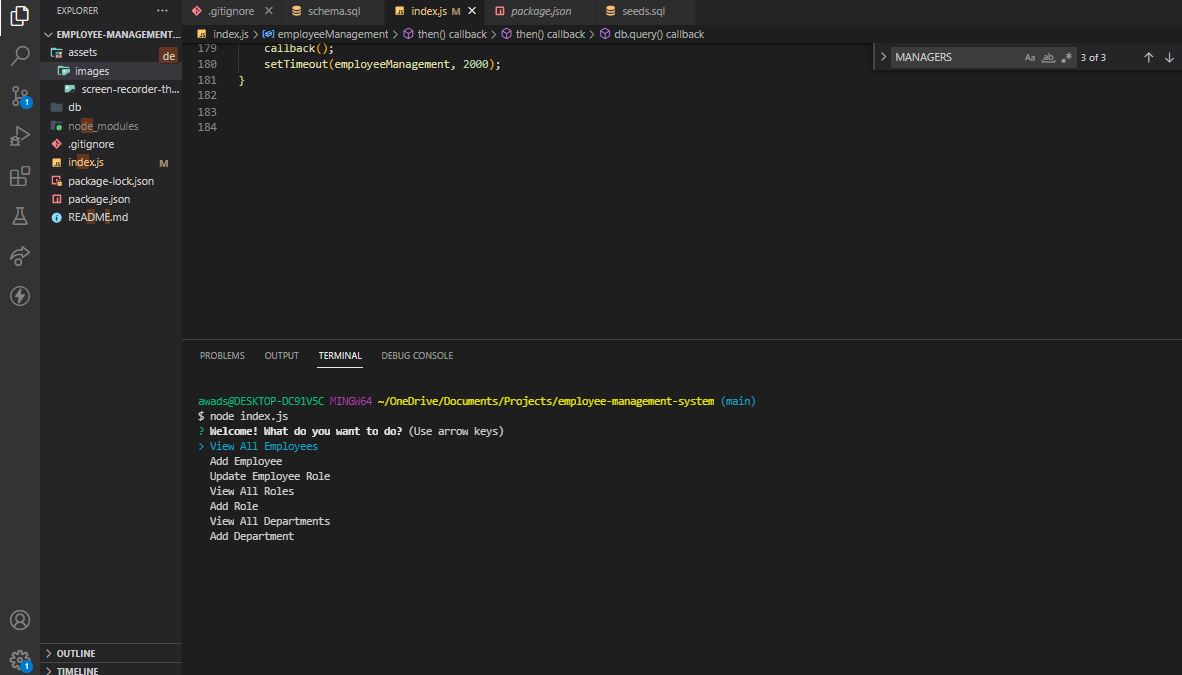 EXPLORER ···
EMPLOYEE-MANAGEMENT...
assets
de
images
screen-recorder-th...
db
node_modules
.gitignore
index.js M
package-lock.json
package.json
README.md
OUTLINE
TIMELINE
1
1
.gitignore
schema.sql
index.js M
package.json
seeds.sql
index.js > employeeManagement > then() callback > then() callback > db.query() callback
MANAGERS Aa ab .* 3 of 3
179 callback();
180 setTimeout(employeeManagement, 2000);
181 }
182
183
184
PROBLEMS OUTPUT TERMINAL DEBUG CONSOLE
awads@DESKTOP-DC91V5C MINGW64 ~/OneDrive/Documents/Projects/employee-management-system (main)
$ node index.js
? Welcome! What do you want to do? (Use arrow keys)
> View All Employees
Add Employee
Update Employee Role
View All Roles
Add Role
View All Departments
Add Department